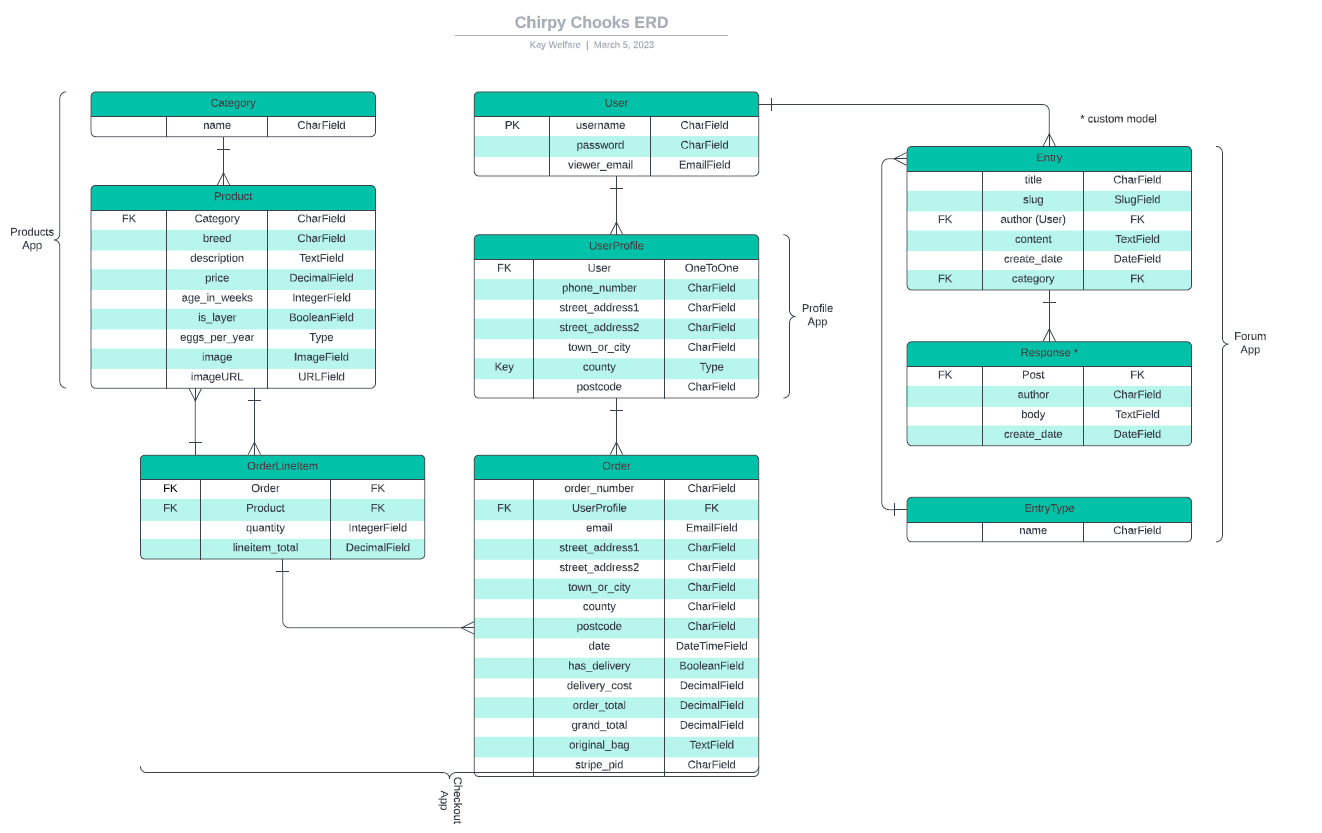 Chirpy Chooks ERD
Kay Welfare | March 5, 2023
Products
App
Category
name CharField
Product
FK Category CharField
breed CharField
description TextField
price DecimalField
age_in_weeks IntegerField
is_layer BooleanField
eggs_per_year Type
image ImageField
imageURL URLField
OrderLineItem
FK Order FK
FK Product FK
quantity IntegerField
lineitem_total DecimalField
User
PK username CharField
password CharField
viewer_email EmailField
UserProfile
FK User OneToOne
phone_number CharField
street_address1 CharField
street_address2 CharField
town_or_city CharField
Key county Type
postcode CharField
Profile
App
Order
order_number CharField
FK UserProfile FK
email EmailField
street_address1 CharField
street_address2 CharField
town_or_city CharField
county CharField
postcode CharField
date DateTimeField
has_delivery BooleanField
delivery_cost DecimalField
order_total DecimalField
grand_total DecimalField
original_bag TextField
stripe_pid CharField
Checkout
App
* custom model
Entry
title CharField
slug SlugField
FK author (User) FK
content TextField
create_date DateField
FK category FK
Response *
FK Post FK
author CharField
body TextField
create_date DateField
EntryType
name CharField
Forum
App